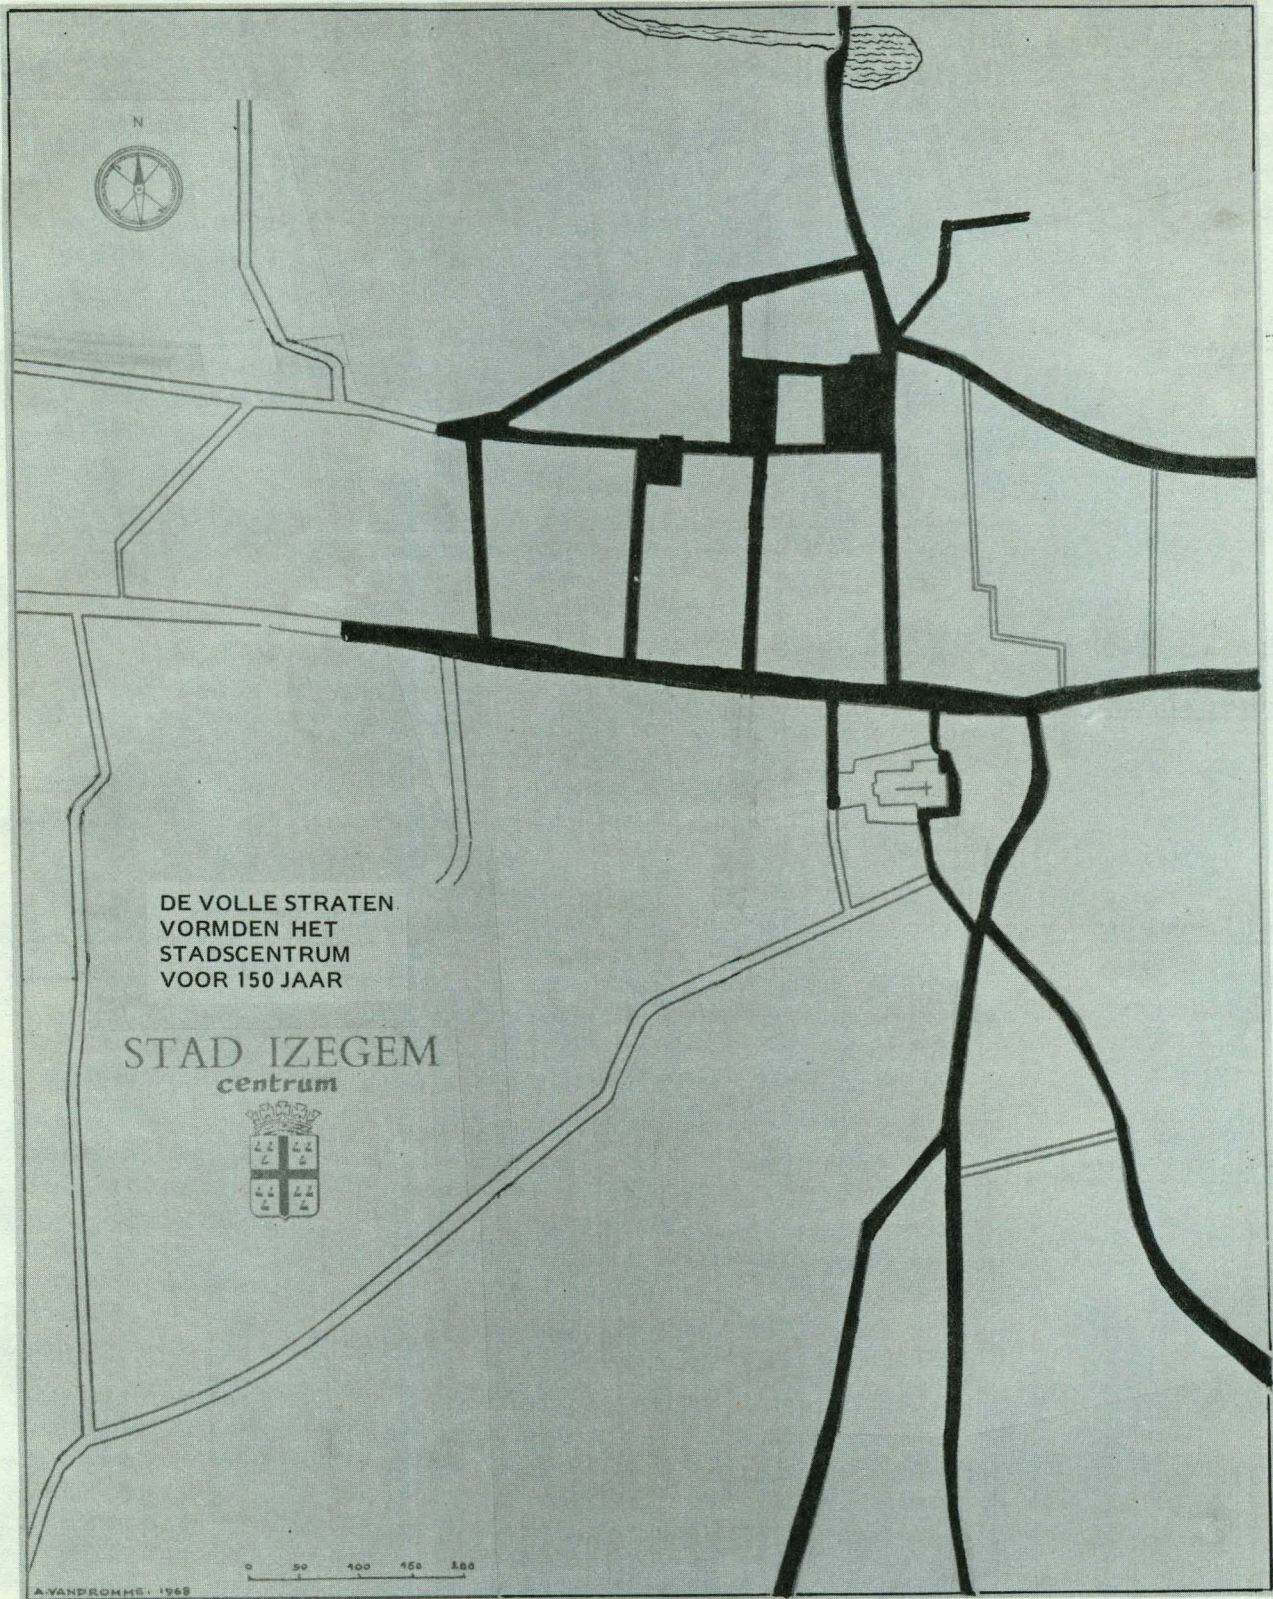 N
DE VOLLE STRATEN
VORMDEN HET
STADSCENTRUM
VOOR 150 JAAR
STAD IZEGEM
centrum
0 50 100 150 200
A.VANDROMME. 1968